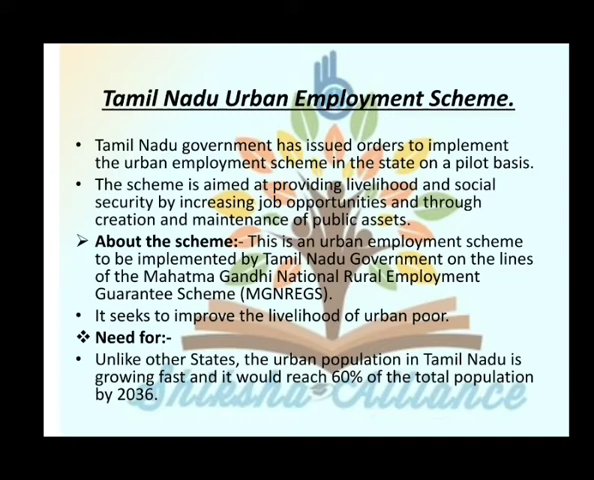 Tamil Nadu Urban Employment Scheme.
• Tamil Nadu government has issued orders to implement
the urban employment scheme in the state on a pilot basis.
• The scheme is aimed at providing livelihood and social
security by increasing job opportunities and through
creation and maintenance of public assets.
➢ About the scheme:- This is an urban employment scheme
to be implemented by Tamil Nadu Government on the lines
of the Mahatma Gandhi National Rural Employment
Guarantee Scheme (MGNREGS).
• It seeks to improve the livelihood of urban poor.
❖ Need for:-
• Unlike other States, the urban population in Tamil Nadu is
growing fast and it would reach 60% of the total population
by 2036.
Shiksha Alliance